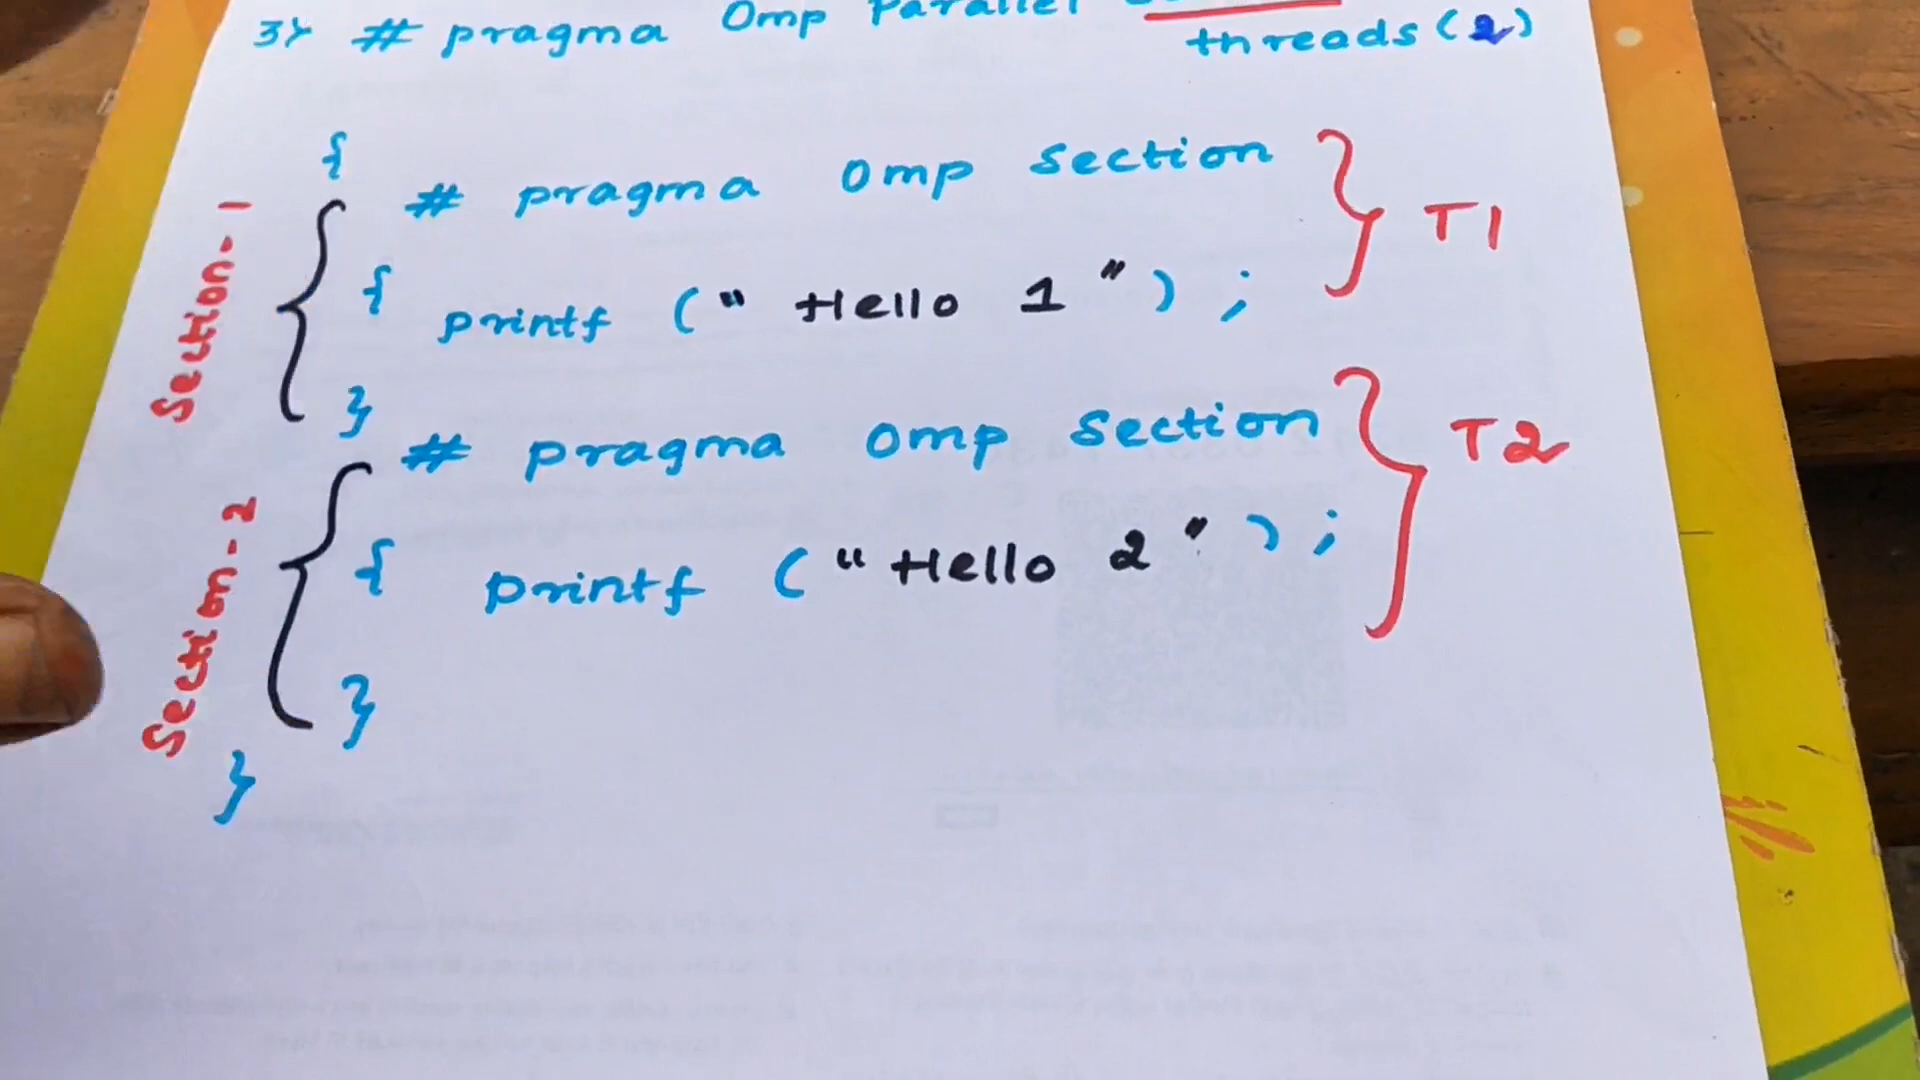 3} # pragma Omp Parallel
threads (2)
{
# pragma Omp section
{ printf (" Hello 1 ") ;
}
T1
Section-1
# pragma Omp section
{ printf (" Hello 2 ") ;
}
T2
Section-2
}